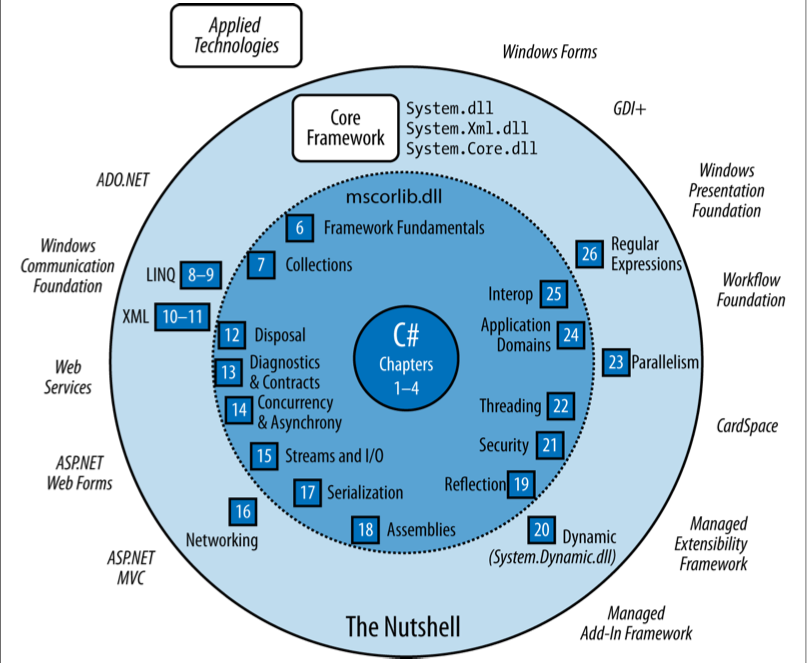 Applied
Technologies
Windows Forms
GDI+
Core
Framework
System.dll
System.Xml.dll
System.Core.dll
ADO.NET
Windows
Presentation
Foundation
mscorlib.dll
6 Framework Fundamentals
7 Collections
26 Regular
Expressions
Windows
Communication
Foundation
LINQ 8–9
Workflow
Foundation
Interop 25
XML 10–11
12 Disposal
C#
Chapters
1–4
Application
Domains 24
13 Diagnostics
& Contracts
23 Parallelism
Web
Services
14 Concurrency
& Asynchrony
Threading 22
CardSpace
15 Streams and I/O
Security 21
ASP.NET
Web Forms
17 Serialization
Reflection 19
16
Networking
18 Assemblies
20 Dynamic
(System.Dynamic.dll)
Managed
Extensibility
Framework
ASP.NET
MVC
The Nutshell
Managed
Add-In Framework